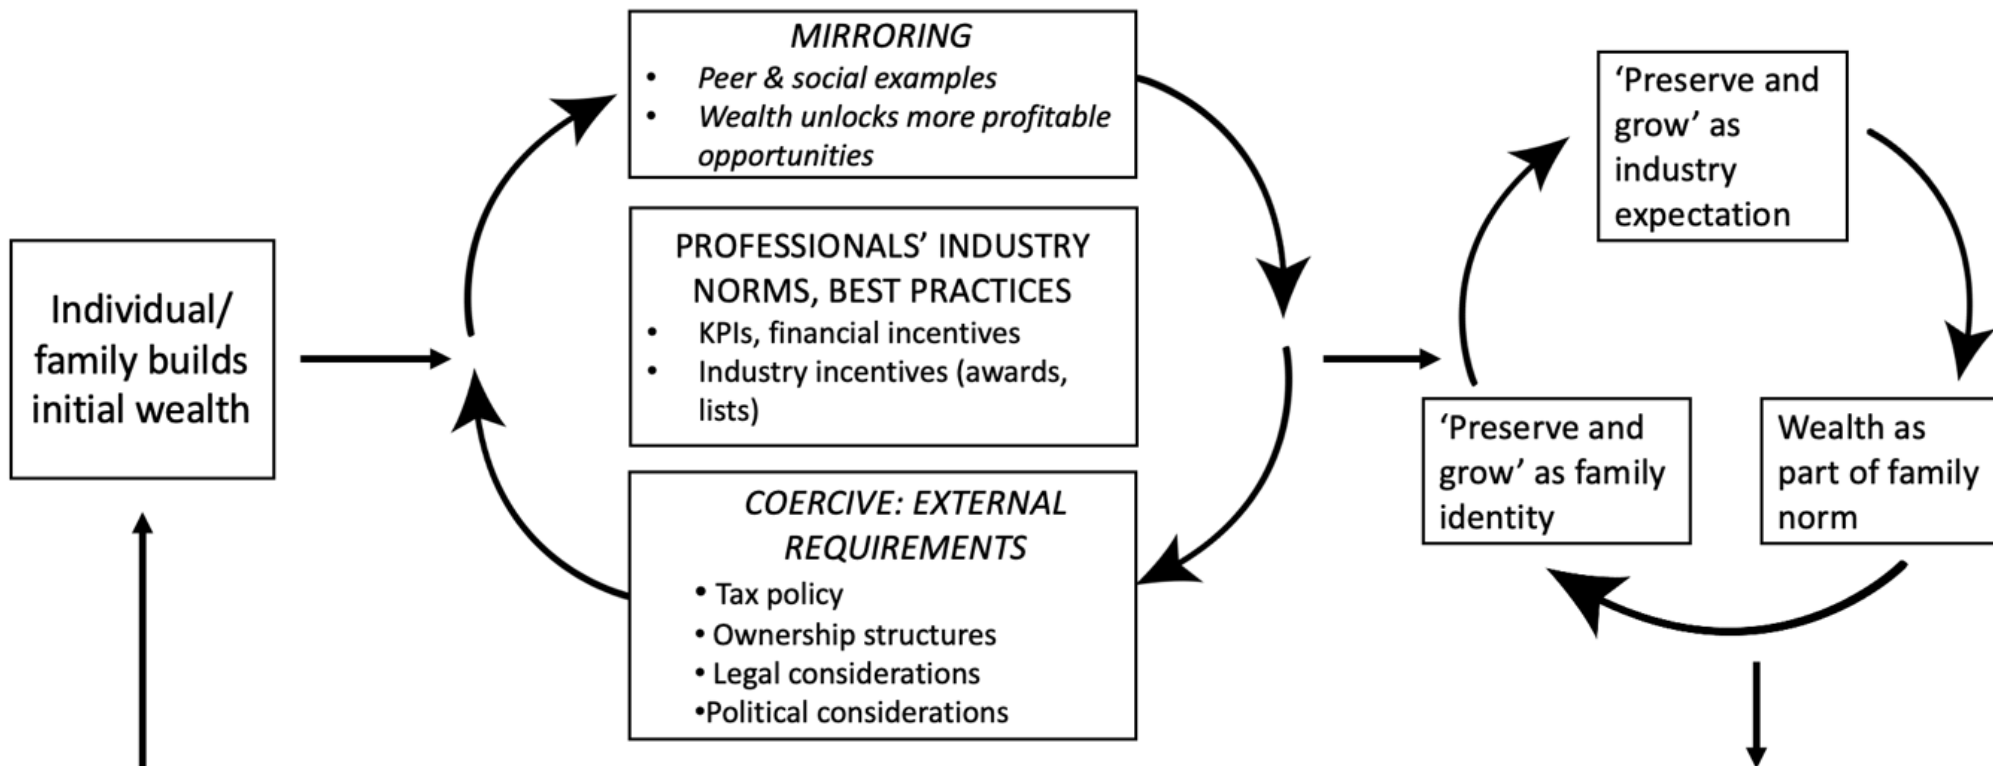 Individual/
family builds
initial wealth
MIRRORING
• Peer & social examples
• Wealth unlocks more profitable
opportunities
PROFESSIONALS’ INDUSTRY
NORMS, BEST PRACTICES
• KPIs, financial incentives
• Industry incentives (awards,
lists)
COERCIVE: EXTERNAL
REQUIREMENTS
• Tax policy
• Ownership structures
• Legal considerations
•Political considerations
‘Preserve and
grow’ as
industry
expectation
‘Preserve and
grow’ as family
identity
Wealth as
part of family
norm